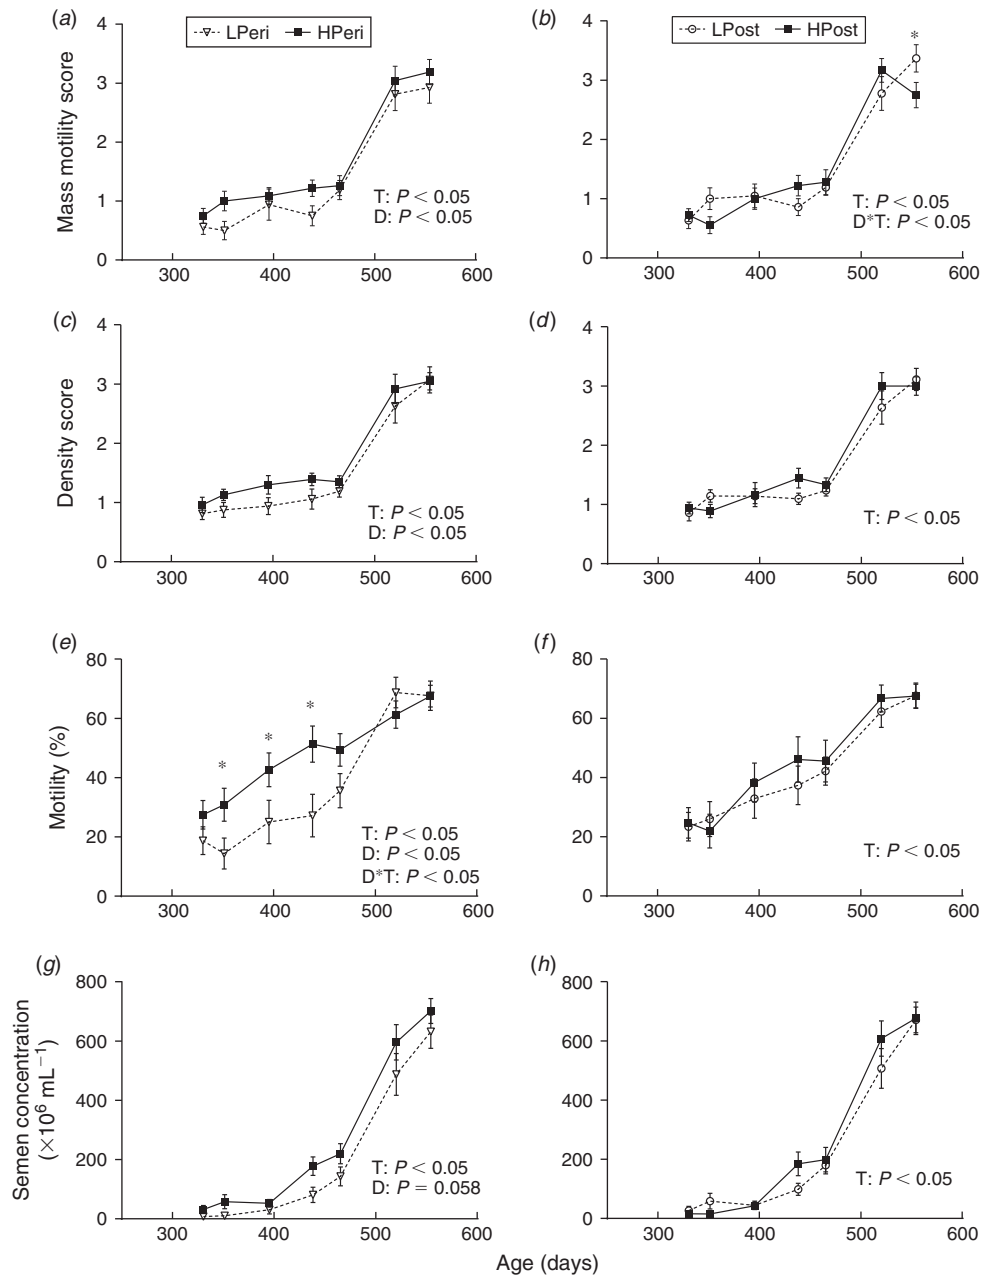 (a)
LPeri HPeri
Mass motility score
4
3
2
1
0
T: P < 0.05
D: P < 0.05
300 400 500 600
(b)
LPost HPost
*
4
3
2
1
0
T: P < 0.05
D*T: P < 0.05
300 400 500 600
(c)
Density score
4
3
2
1
0
T: P < 0.05
D: P < 0.05
300 400 500 600
(d)
4
3
2
1
0
T: P < 0.05
300 400 500 600
(e)
Motility (%)
80
60
40
20
0
* * *
T: P < 0.05
D: P < 0.05
D*T: P < 0.05
300 400 500 600
(f)
80
60
40
20
0
T: P < 0.05
300 400 500 600
(g)
Semen concentration
(×10⁶ mL⁻¹)
800
600
400
200
0
T: P < 0.05
D: P = 0.058
300 400 500 600
(h)
800
600
400
200
0
T: P < 0.05
300 400 500 600
Age (days)